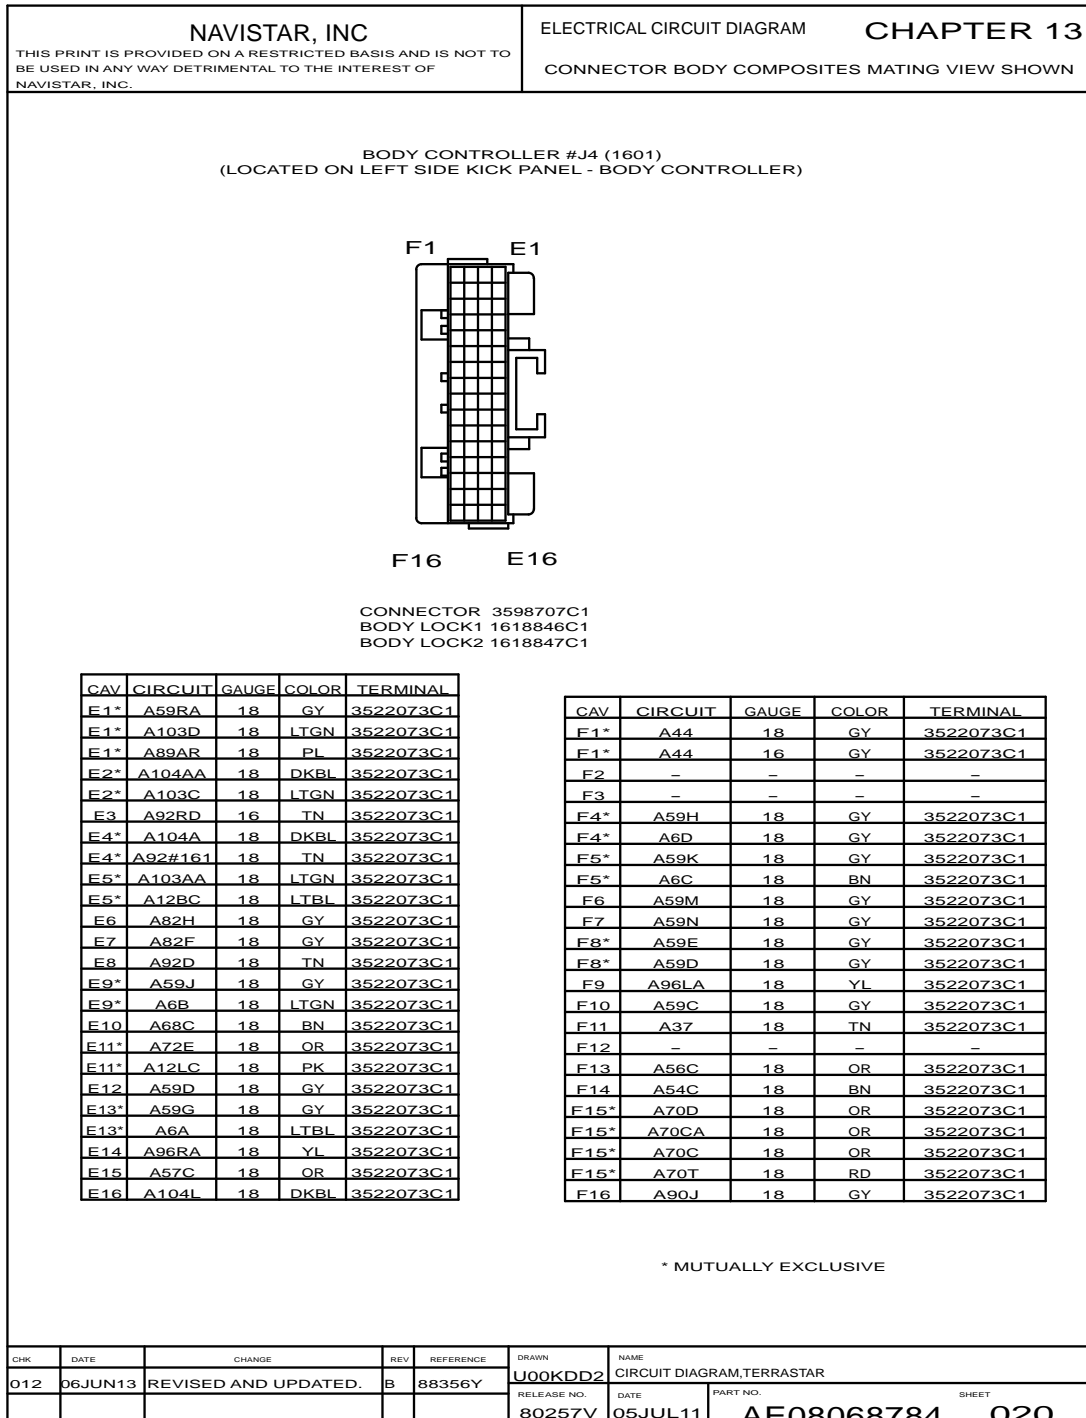 NAVISTAR, INC
THIS PRINT IS PROVIDED ON A RESTRICTED BASIS AND IS NOT TO
BE USED IN ANY WAY DETRIMENTAL TO THE INTEREST OF
NAVISTAR, INC.
ELECTRICAL CIRCUIT DIAGRAM CHAPTER 13
CONNECTOR BODY COMPOSITES MATING VIEW SHOWN
BODY CONTROLLER #J4 (1601)
(LOCATED ON LEFT SIDE KICK PANEL - BODY CONTROLLER)
F1 E1
F16 E16
CONNECTOR 3598707C1
BODY LOCK1 1618846C1
BODY LOCK2 1618847C1
CAV CIRCUIT GAUGE COLOR TERMINAL
E1* A59RA 18 GY 3522073C1
E1* A103D 18 LTGN 3522073C1
E1* A89AR 18 PL 3522073C1
E2* A104AA 18 DKBL 3522073C1
E2* A103C 18 LTGN 3522073C1
E3 A92RD 16 TN 3522073C1
E4* A104A 18 DKBL 3522073C1
E4* A92#161 18 TN 3522073C1
E5* A103AA 18 LTGN 3522073C1
E5* A12BC 18 LTBL 3522073C1
E6 A82H 18 GY 3522073C1
E7 A82F 18 GY 3522073C1
E8 A92D 18 TN 3522073C1
E9* A59J 18 GY 3522073C1
E9* A6B 18 LTGN 3522073C1
E10 A68C 18 BN 3522073C1
E11* A72E 18 OR 3522073C1
E11* A12LC 18 PK 3522073C1
E12 A59D 18 GY 3522073C1
E13* A59G 18 GY 3522073C1
E13* A6A 18 LTBL 3522073C1
E14 A96RA 18 YL 3522073C1
E15 A57C 18 OR 3522073C1
E16 A104L 18 DKBL 3522073C1
CAV CIRCUIT GAUGE COLOR TERMINAL
F1* A44 18 GY 3522073C1
F1* A44 16 GY 3522073C1
F2 – – – –
F3 – – – –
F4* A59H 18 GY 3522073C1
F4* A6D 18 GY 3522073C1
F5* A59K 18 GY 3522073C1
F5* A6C 18 BN 3522073C1
F6 A59M 18 GY 3522073C1
F7 A59N 18 GY 3522073C1
F8* A59E 18 GY 3522073C1
F8* A59D 18 GY 3522073C1
F9 A96LA 18 YL 3522073C1
F10 A59C 18 GY 3522073C1
F11 A37 18 TN 3522073C1
F12 – – – –
F13 A56C 18 OR 3522073C1
F14 A54C 18 BN 3522073C1
F15* A70D 18 OR 3522073C1
F15* A70CA 18 OR 3522073C1
F15* A70C 18 OR 3522073C1
F15* A70T 18 RD 3522073C1
F16 A90J 18 GY 3522073C1
* MUTUALLY EXCLUSIVE
CHK DATE CHANGE REV REFERENCE
012 06JUN13 REVISED AND UPDATED. B 88356Y
DRAWN NAME
U00KDD2 CIRCUIT DIAGRAM,TERRASTAR
RELEASE NO. DATE PART NO. SHEET
80257V 05JUL11 AE08068784 020